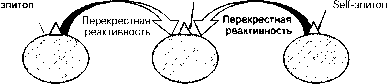 эпитоп
Self-эпитоп
Перекрестная
реактивность
Перекрестная
реактивность